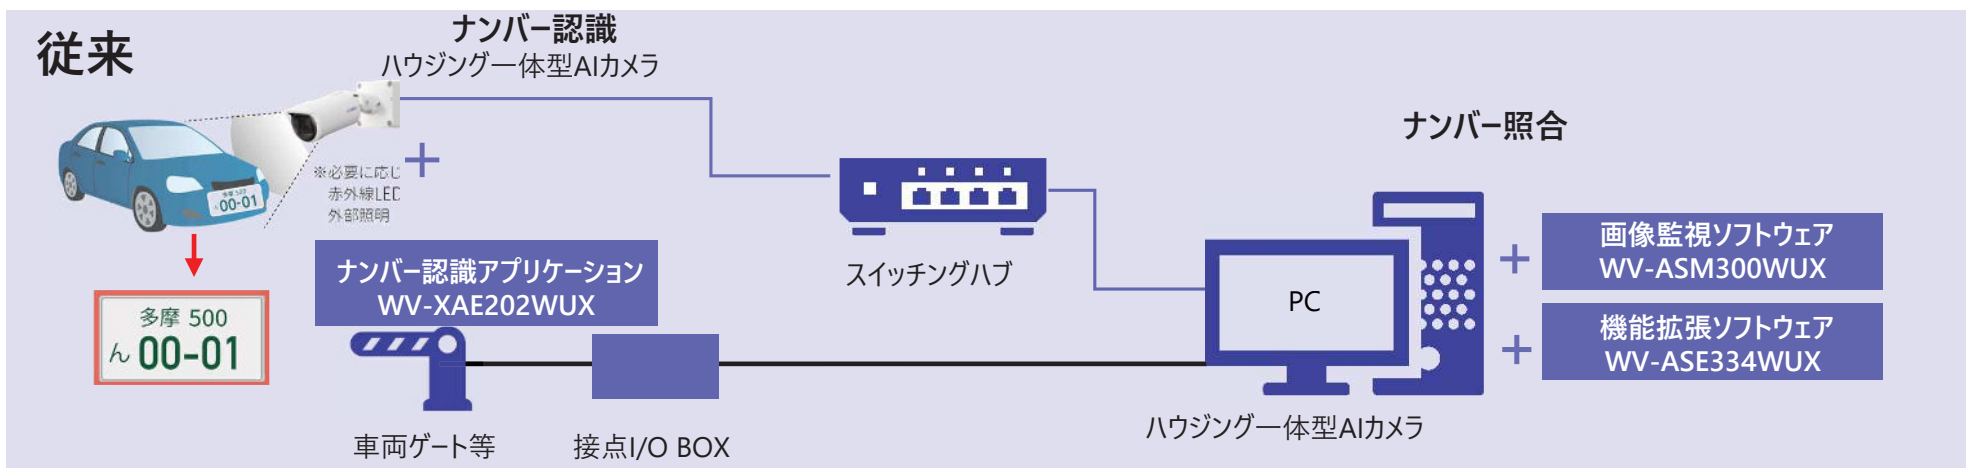 従来
ナンバー認識
ハウジング一体型AIカメラ
※必要に応じ
赤外線LED
外部照明
多摩 500
00-01
多摩 500
ん 00-01
ナンバー認識アプリケーション
WV-XAE202WUX
車両ゲート等
接点I/O BOX
スイッチングハブ
ナンバー照合
PC
ハウジング一体型AIカメラ
画像監視ソフトウェア
WV-ASM300WUX
機能拡張ソフトウェア
WV-ASE334WUX